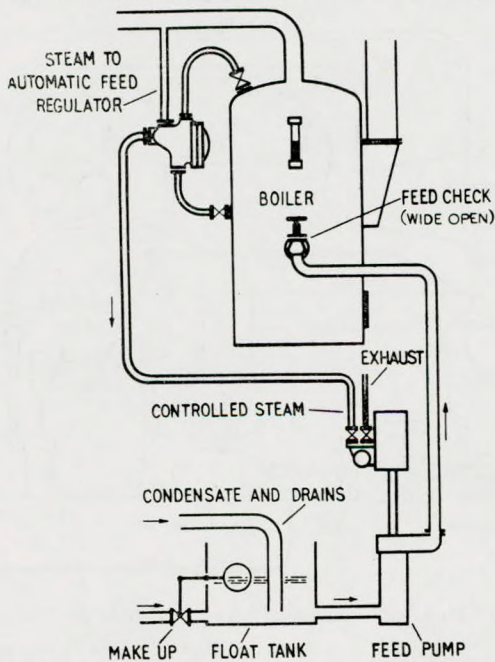 STEAM TO
AUTOMATIC FEED
REGULATOR
BOILER
FEED CHECK
(WIDE OPEN)
EXHAUST
CONTROLLED STEAM
CONDENSATE AND DRAINS
MAKE UP
FLOAT TANK
FEED PUMP